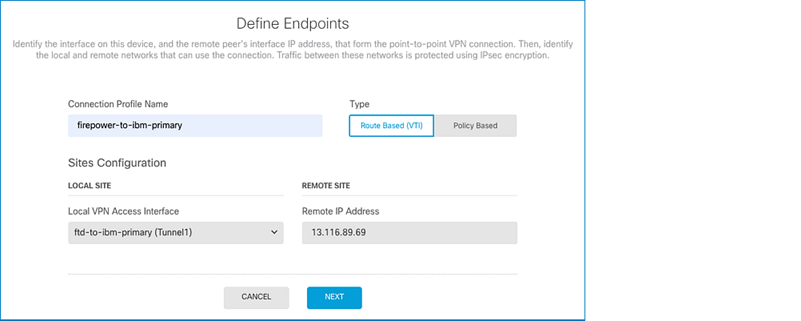 Define Endpoints
Identify the interface on this device, and the remote peer's interface IP address, that form the point-to-point VPN connection. Then, identify
the local and remote networks that can use the connection. Traffic between these networks is protected using IPsec encryption.
Connection Profile Name
Type
firepower-to-ibm-primary
Route Based (VTI)
Policy Based
Sites Configuration
LOCAL SITE
REMOTE SITE
Local VPN Access Interface
Remote IP Address
ftd-to-ibm-primary (Tunnel1)
13.116.89.69
CANCEL
NEXT